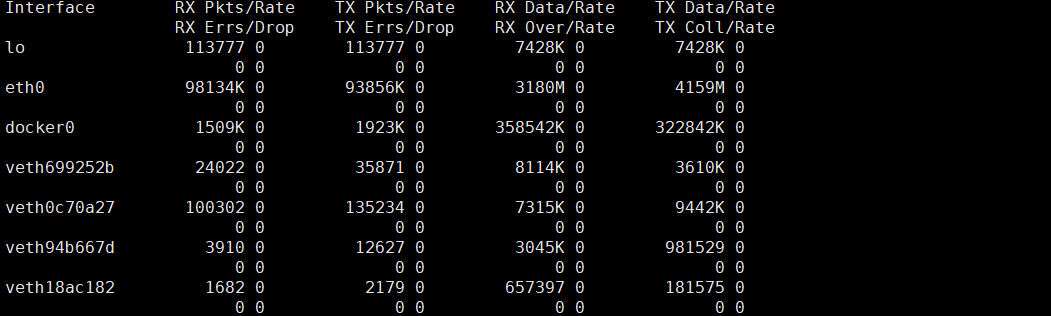 Interface RX Pkts/Rate TX Pkts/Rate RX Data/Rate TX Data/Rate
RX Errs/Drop TX Errs/Drop RX Over/Rate TX Coll/Rate
lo 113777 0 113777 0 7428K 0 7428K 0
0 0 0 0 0 0 0 0
eth0 98134K 0 93856K 0 3180M 0 4159M 0
0 0 0 0 0 0 0 0
docker0 1509K 0 1923K 0 358542K 0 322842K 0
0 0 0 0 0 0 0 0
veth699252b 24022 0 35871 0 8114K 0 3610K 0
0 0 0 0 0 0 0 0
veth0c70a27 100302 0 135234 0 7315K 0 9442K 0
0 0 0 0 0 0 0 0
veth94b667d 3910 0 12627 0 3045K 0 981529 0
0 0 0 0 0 0 0 0
veth18ac182 1682 0 2179 0 657397 0 181575 0
0 0 0 0 0 0 0 0